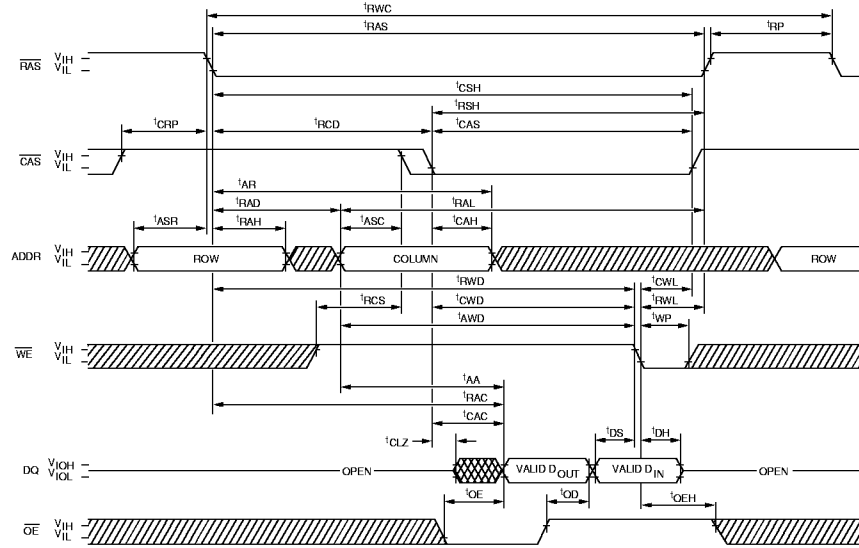 tRWC
tRAS
tRP
RAS VIH
VIL
tCSH
tRSH
tCRP
tRCD
tCAS
CAS VIH
VIL
tAR
tRAD
tRAL
tASR
tRAH
tASC
tCAH
ADDR VIH
VIL
ROW
COLUMN
ROW
tRWD
tCWL
tRCS
tCWD
tRWL
tAWD
tWP
WE VIH
VIL
tAA
tRAC
tCAC
tCLZ
tDS
tDH
DQ VIOH
VIOL
OPEN
VALID DOUT
VALID DIN
OPEN
tOE
tOD
tOEH
OE VIH
VIL